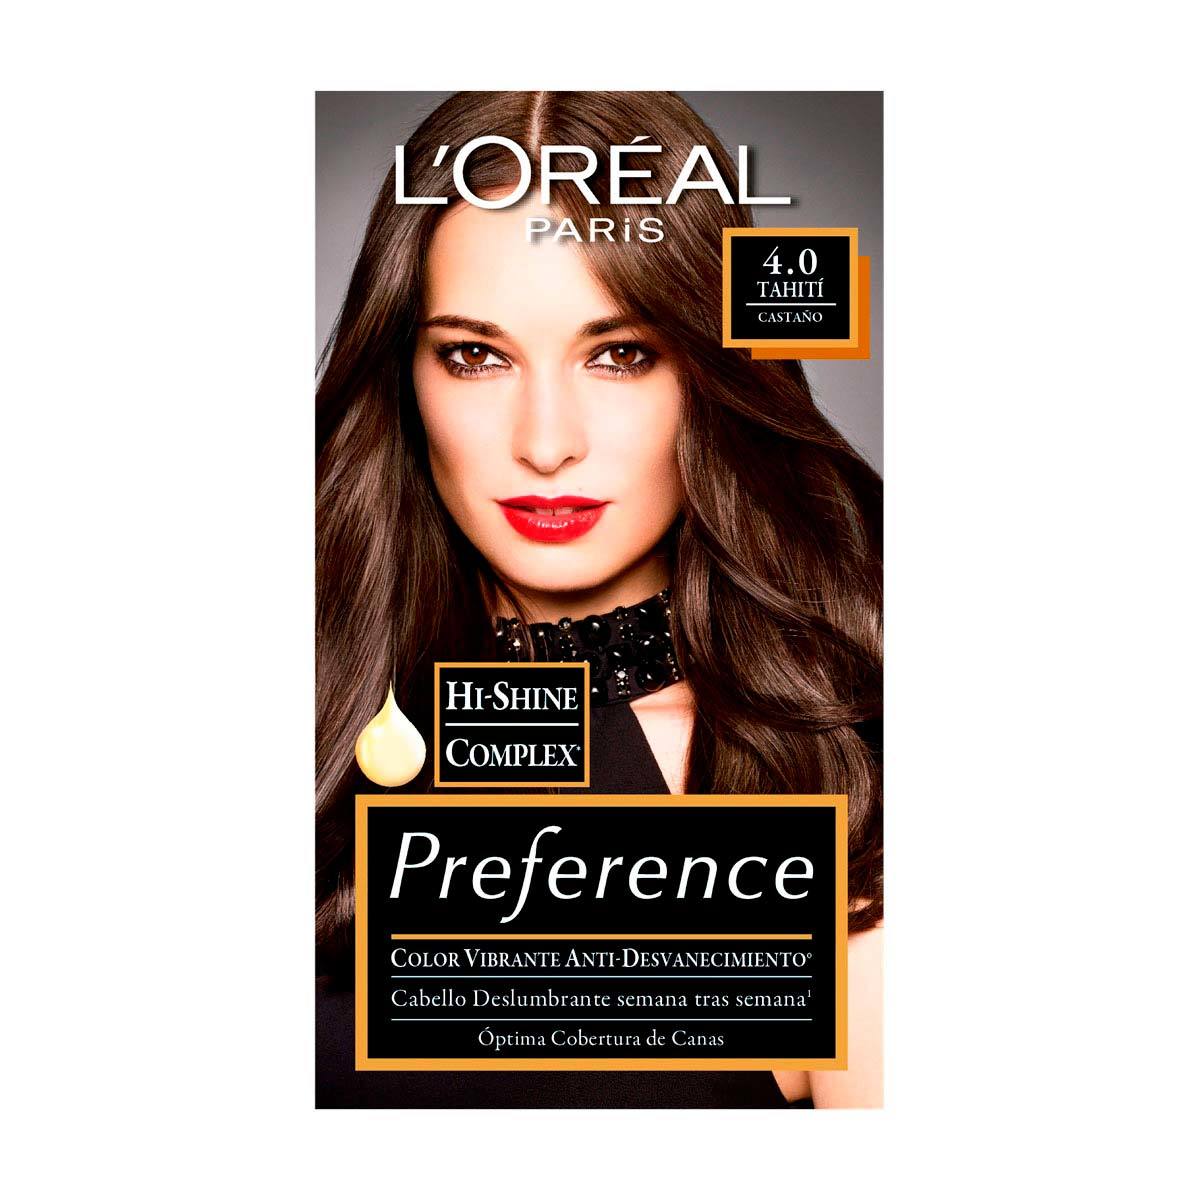 L'ORÉAL
PARiS
4.0
TAHITÍ
CASTAÑO
HI-SHINE
COMPLEX*
Preference
COLOR VIBRANTE ANTI-DESVANECIMIENTO°
Cabello Deslumbrante semana tras semana¹
Óptima Cobertura de Canas